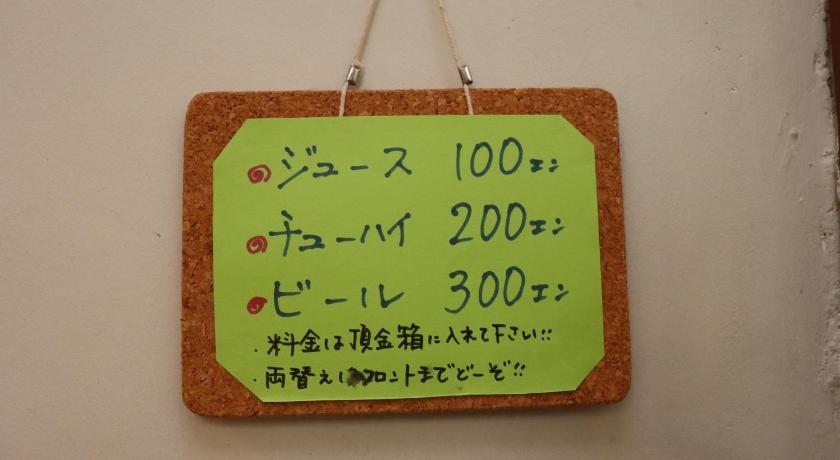 ジュース 100エン
チューハイ 200エン
ビール 300エン
・料金は頂金箱に入れて下さい!!
・両替えはフロントまでどーぞ!!